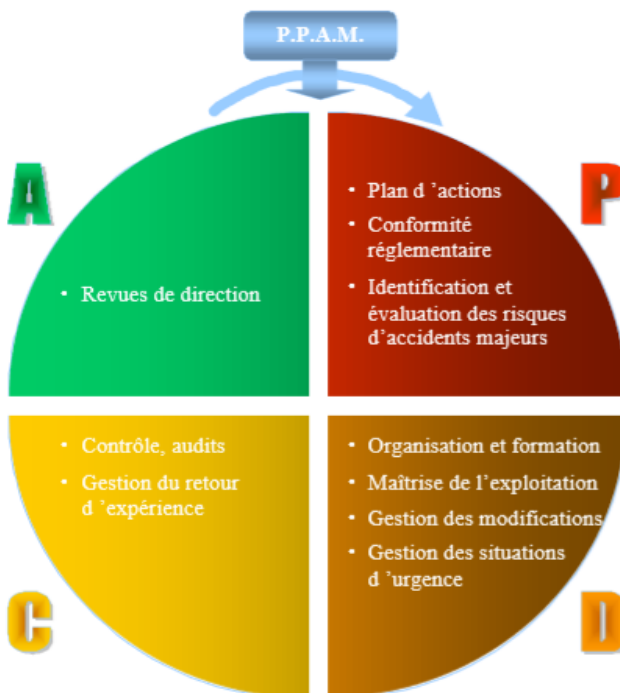 P.P.A.M.
A
P
• Revues de direction
• Plan d ’actions
• Conformité
réglementaire
• Identification et
évaluation des risques
d’accidents majeurs
• Contrôle, audits
• Gestion du retour
d ’expérience
• Organisation et formation
• Maîtrise de l’exploitation
• Gestion des modifications
• Gestion des situations
d ’urgence
C
D